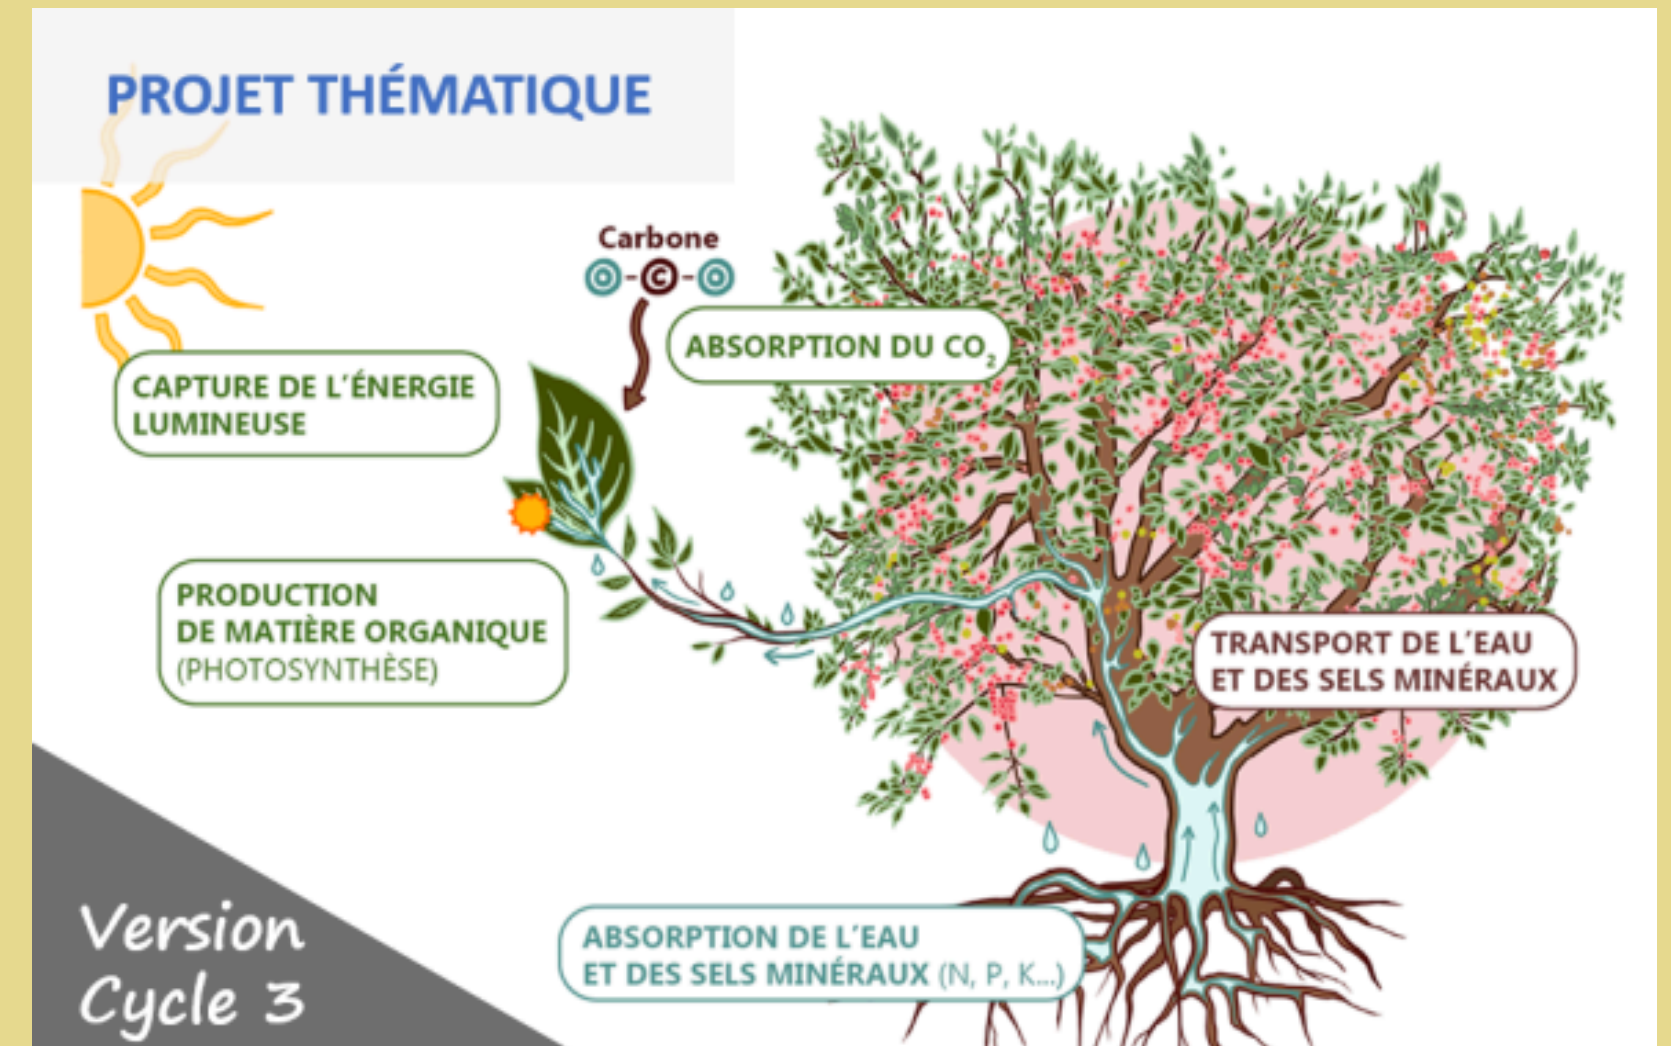 PROJET THÉMATIQUE
Carbone
O-C-O
ABSORPTION DU CO₂
CAPTURE DE L'ÉNERGIE
LUMINEUSE
PRODUCTION
DE MATIÈRE ORGANIQUE
(PHOTOSYNTHÈSE)
TRANSPORT DE L'EAU
ET DES SELS MINÉRAUX
ABSORPTION DE L'EAU
ET DES SELS MINÉRAUX (N, P, K...)
Version
Cycle 3